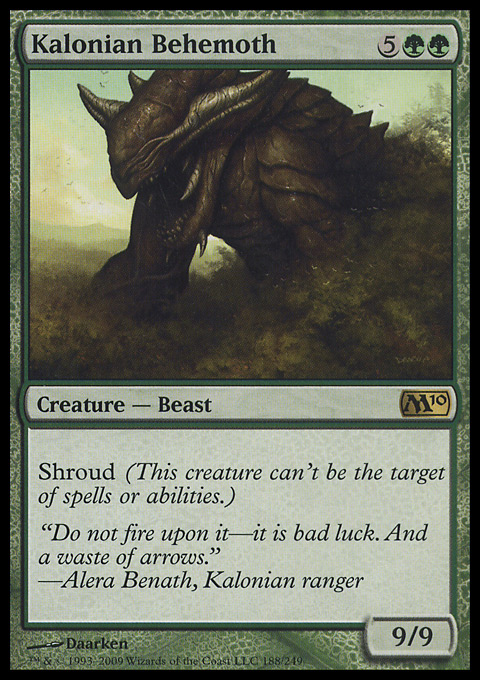 Kalonian Behemoth 5
Creature — Beast M10
Shroud (This creature can't be the target
of spells or abilities.)
“Do not fire upon it—it is bad luck. And
a waste of arrows.”
—Alera Benath, Kalonian ranger
9/9
Daarken
™ & © 1993–2009 Wizards of the Coast LLC 188/249